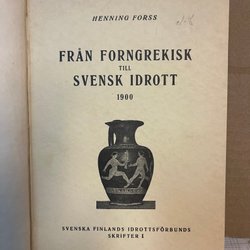 HENNING FORSS
FRÅN FORNGREKISK
TILL
SVENSK IDROTT
1900
SVENSKA FINLANDS IDROTTSFÖRBUNDS
SKRIFTER I